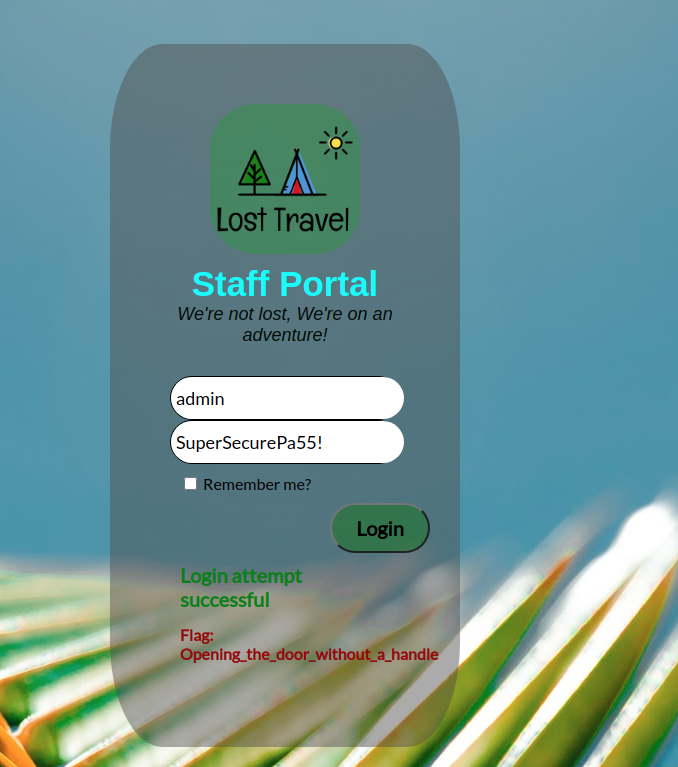 Lost Travel
Staff Portal
We're not lost, We're on an
adventure!
admin
SuperSecurePa55!
Remember me?
Login
Login attempt
successful
Flag:
Opening_the_door_without_a_handle